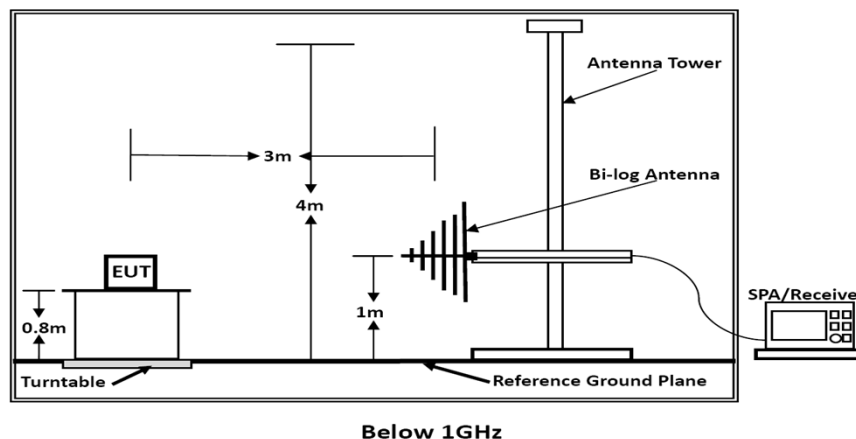 Antenna Tower
3m
Bi-log Antenna
4m
EUT
SPA/Receive
0.8m
1m
Turntable
Reference Ground Plane
Below 1GHz